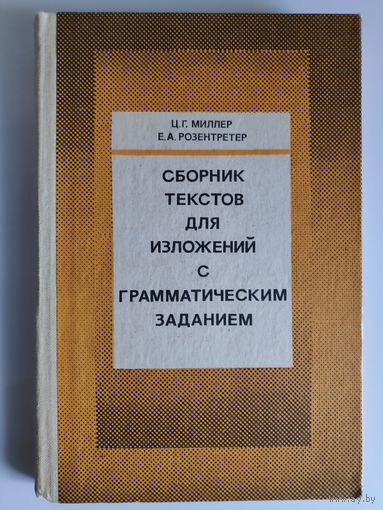 Ц.Г. МИЛЛЕР
Е.А. РОЗЕНТРЕТЕР
СБОРНИК
ТЕКСТОВ
ДЛЯ
ИЗЛОЖЕНИЙ
С
ГРАММАТИЧЕСКИМ
ЗАДАНИЕМ